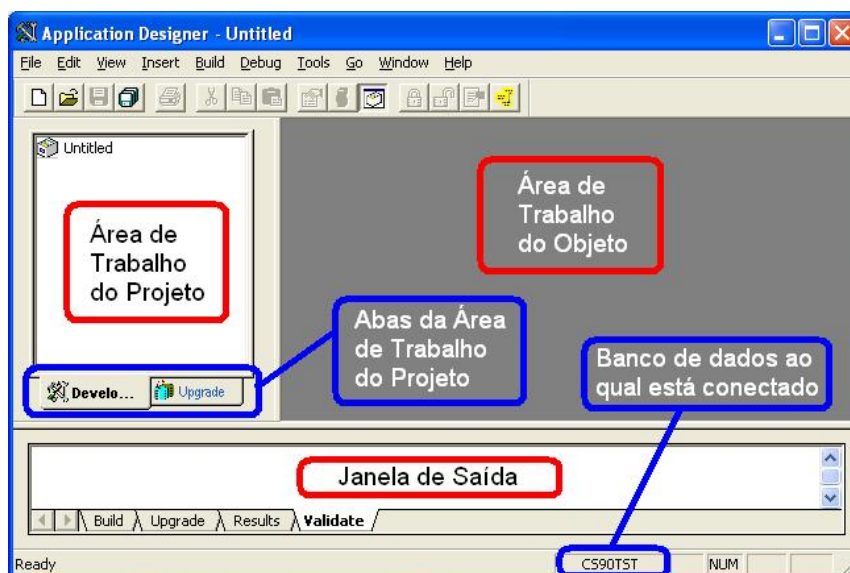 Application Designer - Untitled
File Edit View Insert Build Debug Tools Go Window Help
Untitled
Área de
Trabalho
do Projeto
Área de
Trabalho
do Objeto
Abas da Área
de Trabalho
do Projeto
Banco de dados ao
qual está conectado
Develo... Upgrade
Janela de Saída
Build Upgrade Results Validate
Ready CS90TST NUM